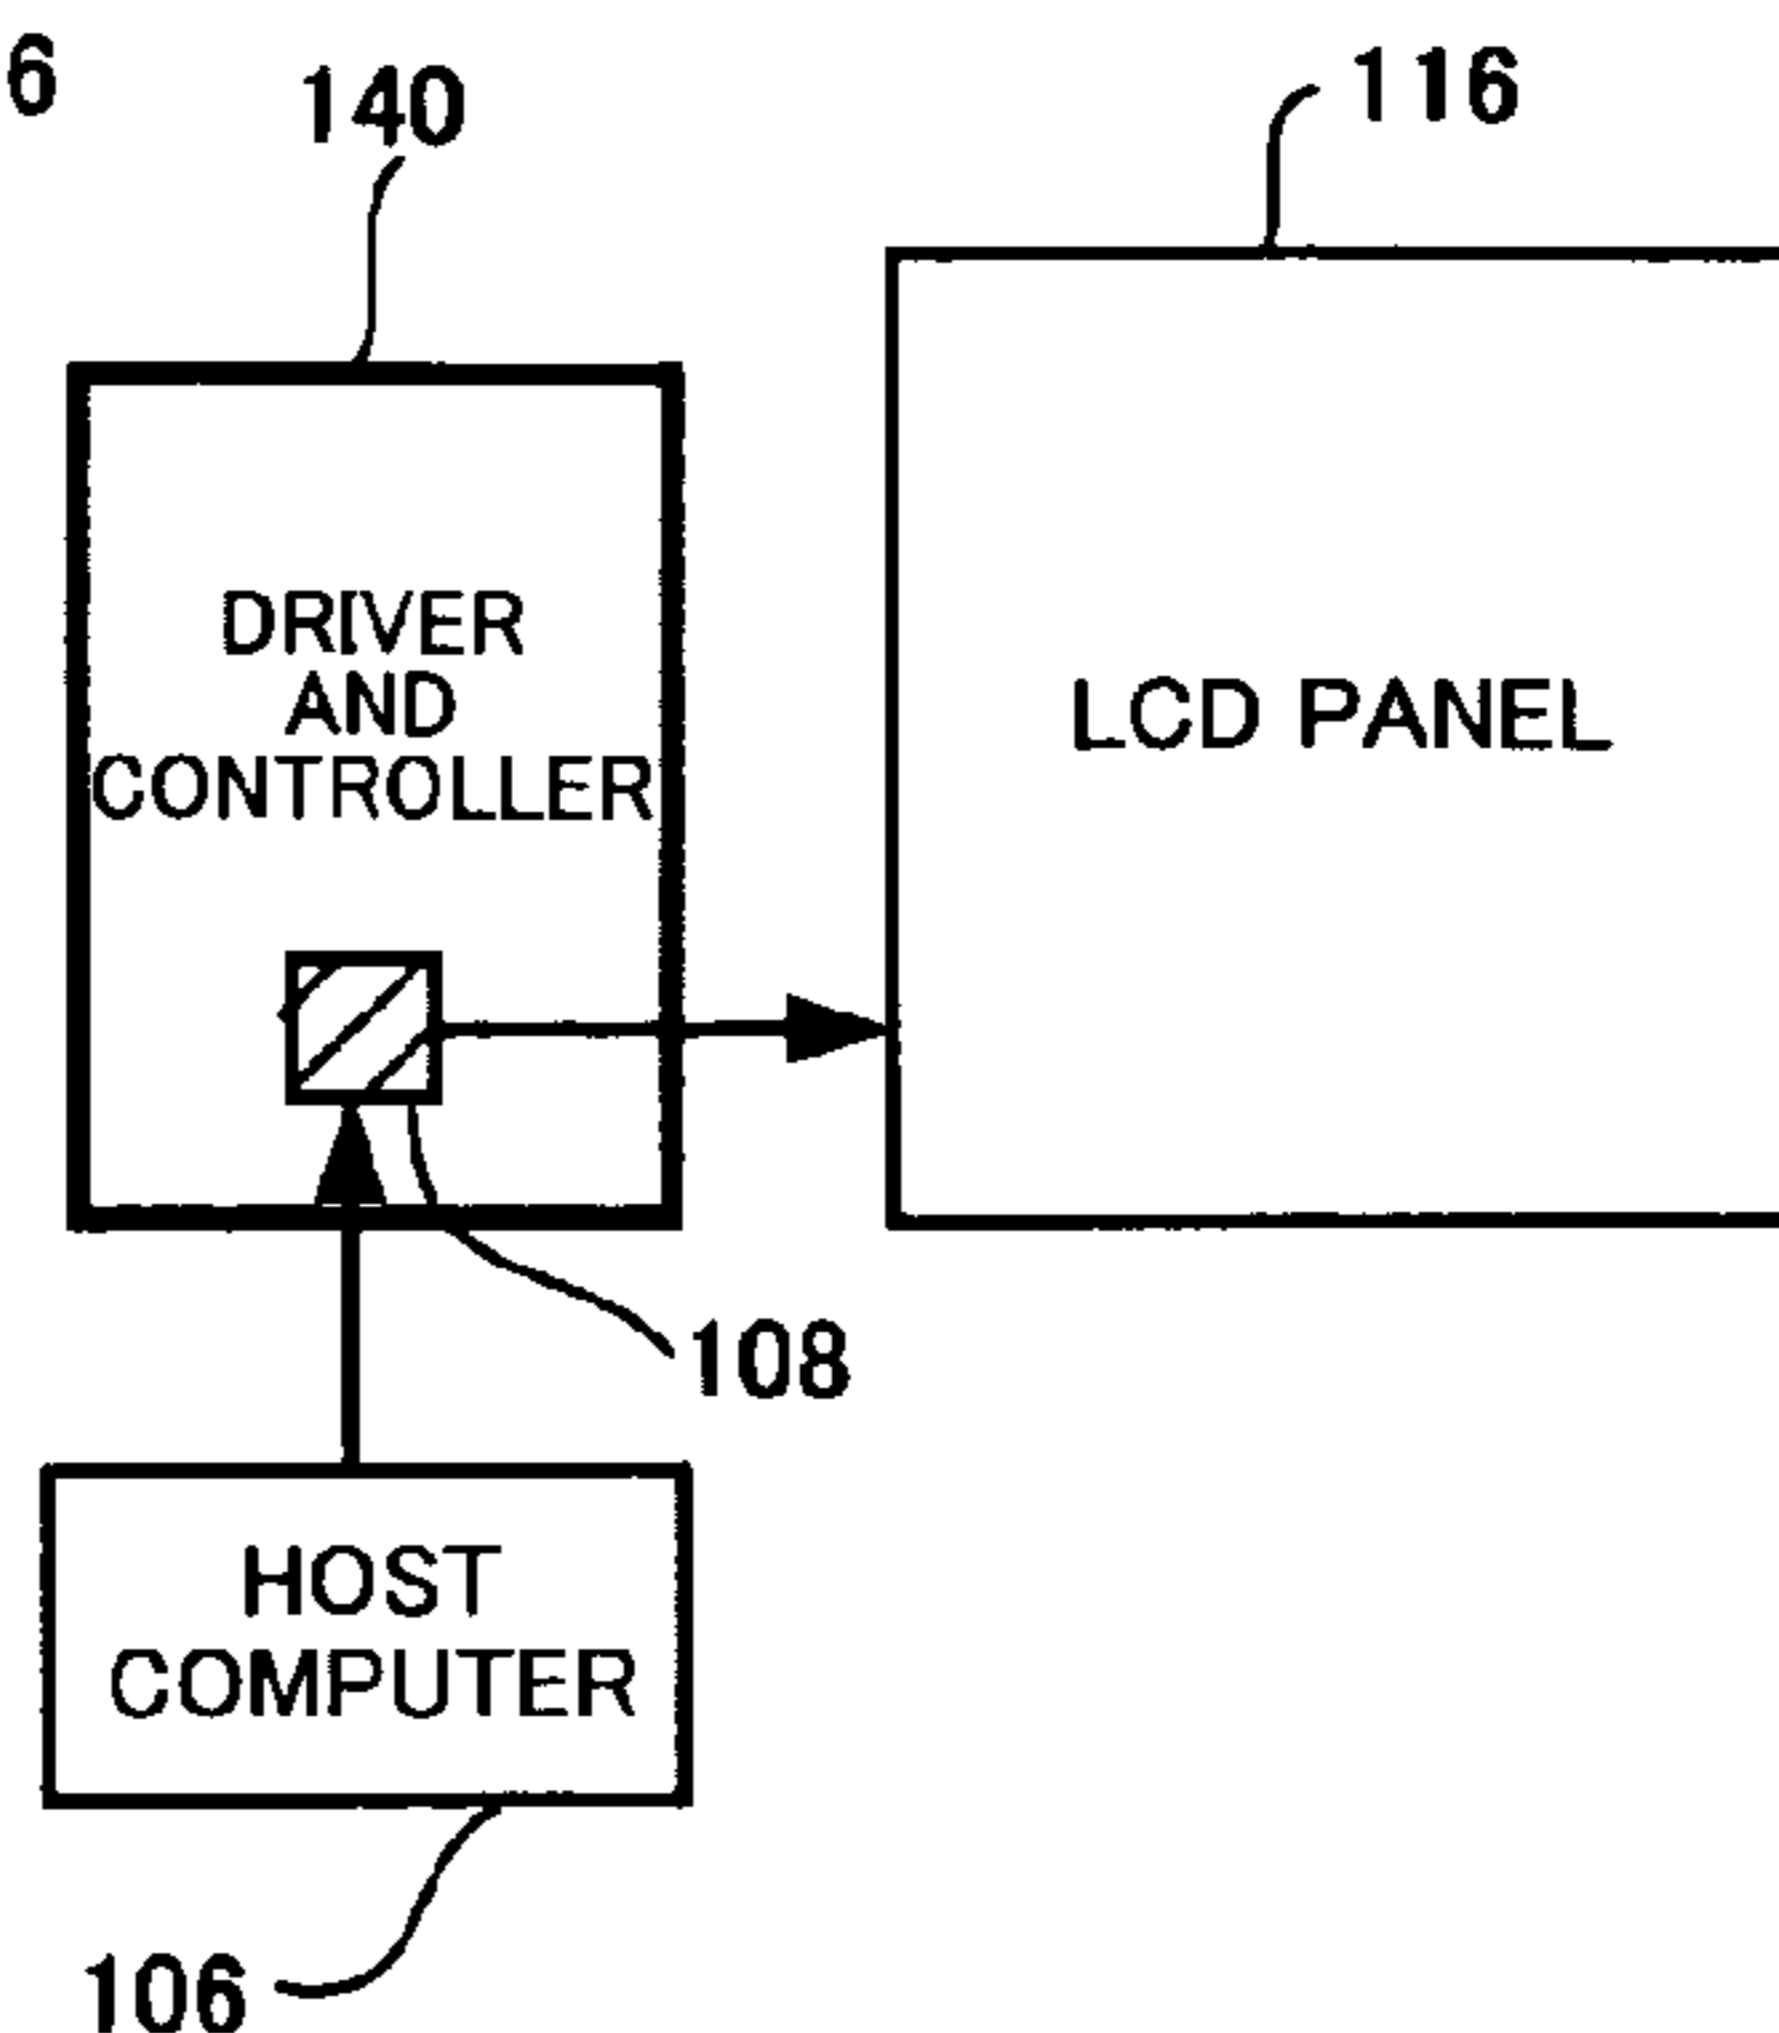 6
140
116
DRIVER
AND
CONTROLLER
LCD PANEL
108
HOST
COMPUTER
106